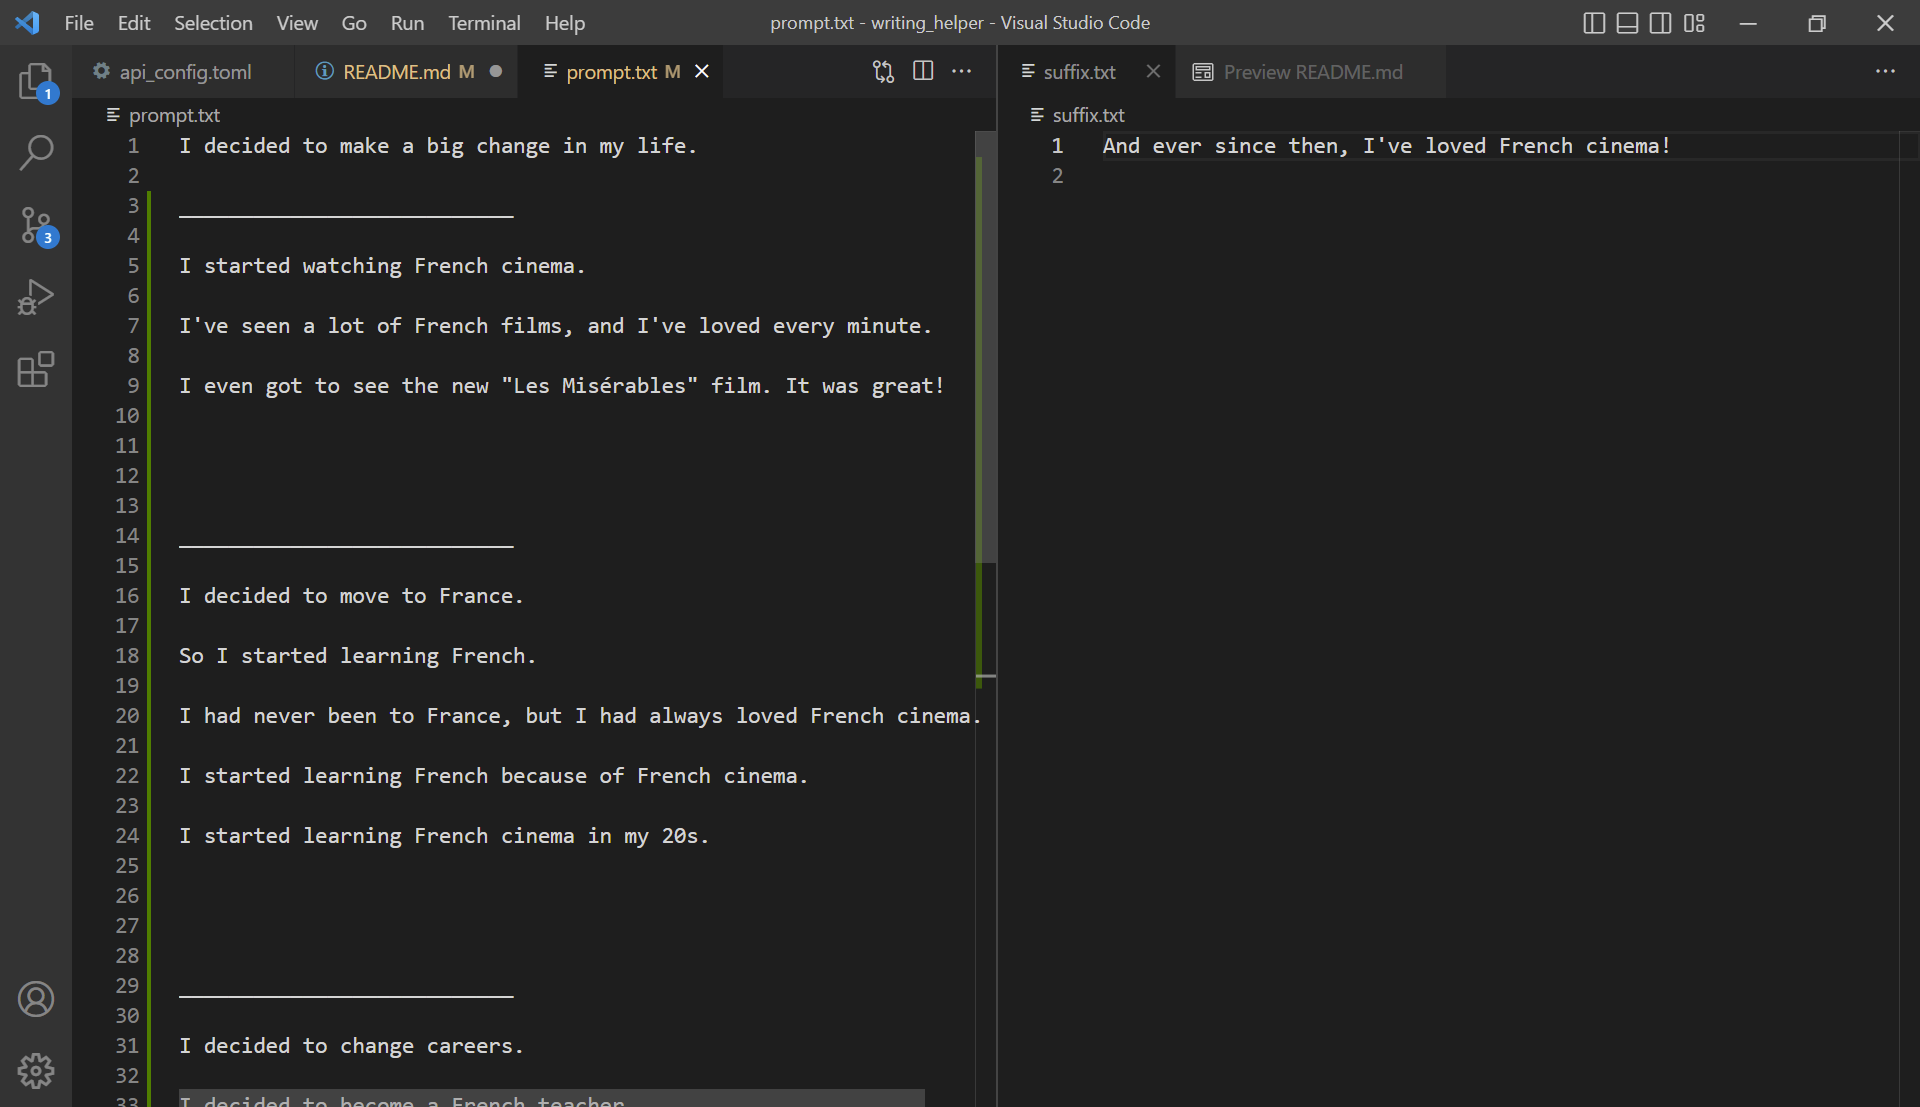 File Edit Selection View Go Run Terminal Help prompt.txt - writing_helper - Visual Studio Code
api_config.toml README.md M prompt.txt M
suffix.txt Preview README.md
1
3
prompt.txt
1 I decided to make a big change in my life.
2
3 ___________________________
4
5 I started watching French cinema.
6
7 I've seen a lot of French films, and I've loved every minute.
8
9 I even got to see the new "Les Misérables" film. It was great!
10
11
12
13
14 ___________________________
15
16 I decided to move to France.
17
18 So I started learning French.
19
20 I had never been to France, but I had always loved French cinema.
21
22 I started learning French because of French cinema.
23
24 I started learning French cinema in my 20s.
25
26
27
28
29 ___________________________
30
31 I decided to change careers.
32
33 I decided to become a French teacher
suffix.txt
1 And ever since then, I've loved French cinema!
2